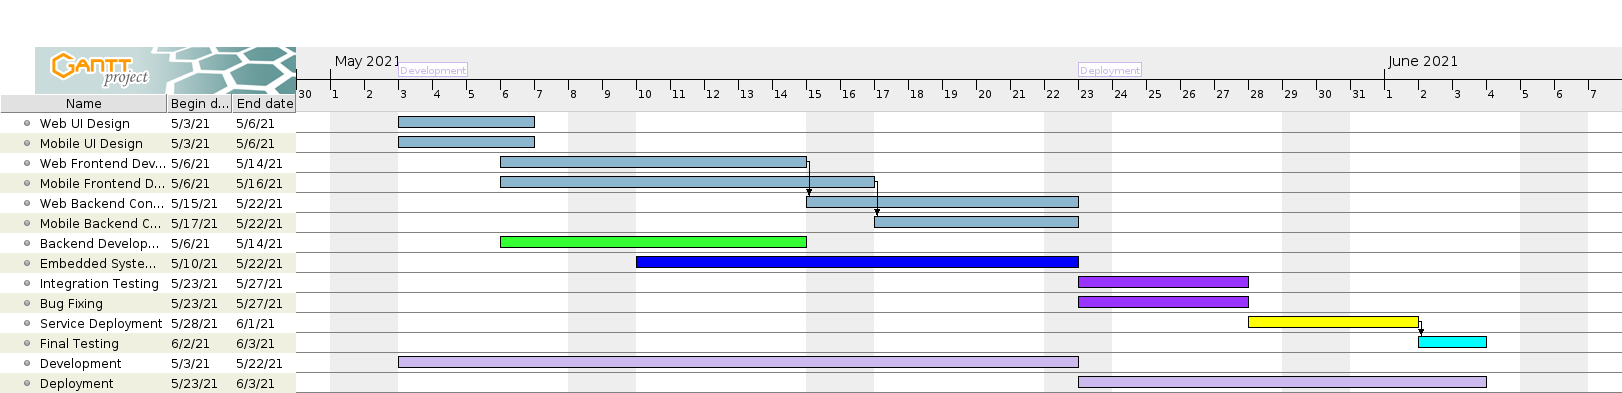 GANTT
project
May 2021
June 2021
Development
Deployment
30 1 2 3 4 5 6 7 8 9 10 11 12 13 14 15 16 17 18 19 20 21 22 23 24 25 26 27 28 29 30 31 1 2 3 4 5 6 7
Name Begin d... End date
Web UI Design 5/3/21 5/6/21
Mobile UI Design 5/3/21 5/6/21
Web Frontend Dev... 5/6/21 5/14/21
Mobile Frontend D... 5/6/21 5/16/21
Web Backend Con... 5/15/21 5/22/21
Mobile Backend C... 5/17/21 5/22/21
Backend Develop... 5/6/21 5/14/21
Embedded Syste... 5/10/21 5/22/21
Integration Testing 5/23/21 5/27/21
Bug Fixing 5/23/21 5/27/21
Service Deployment 5/28/21 6/1/21
Final Testing 6/2/21 6/3/21
Development 5/3/21 5/22/21
Deployment 5/23/21 6/3/21